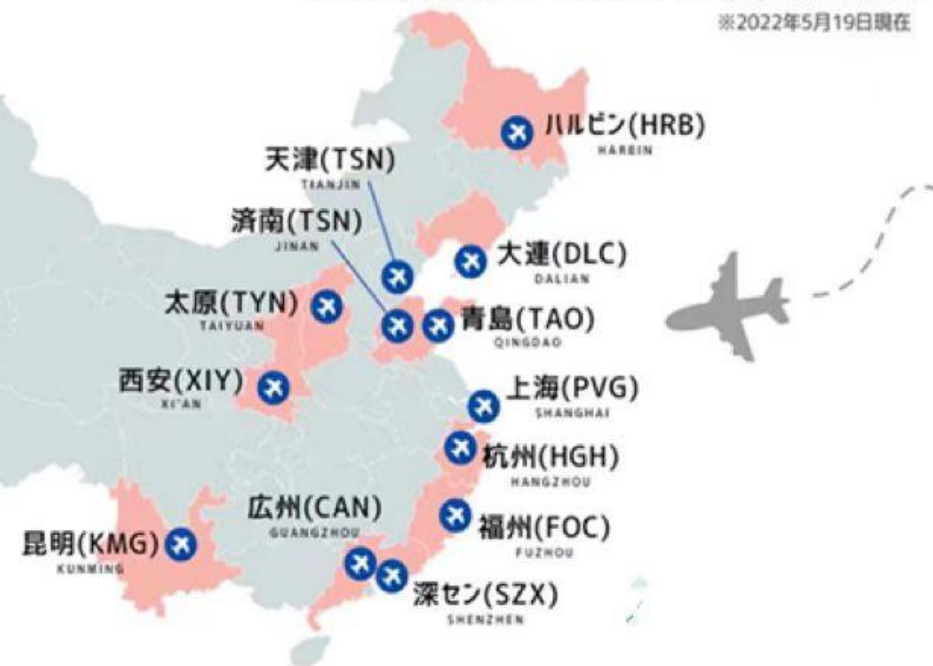 ※2022年5月19日現在
ハルビン(HRB)
HARBIN
天津(TSN)
TIANJIN
済南(TSN)
JINAN
大連(DLC)
DALIAN
太原(TYN)
TAIYUAN
青島(TAO)
QINGDAO
西安(XIY)
XI'AN
上海(PVG)
SHANGHAI
杭州(HGH)
HANGZHOU
広州(CAN)
GUANGZHOU
福州(FOC)
FUZHOU
昆明(KMG)
KUNMING
深セン(SZX)
SHENZHEN